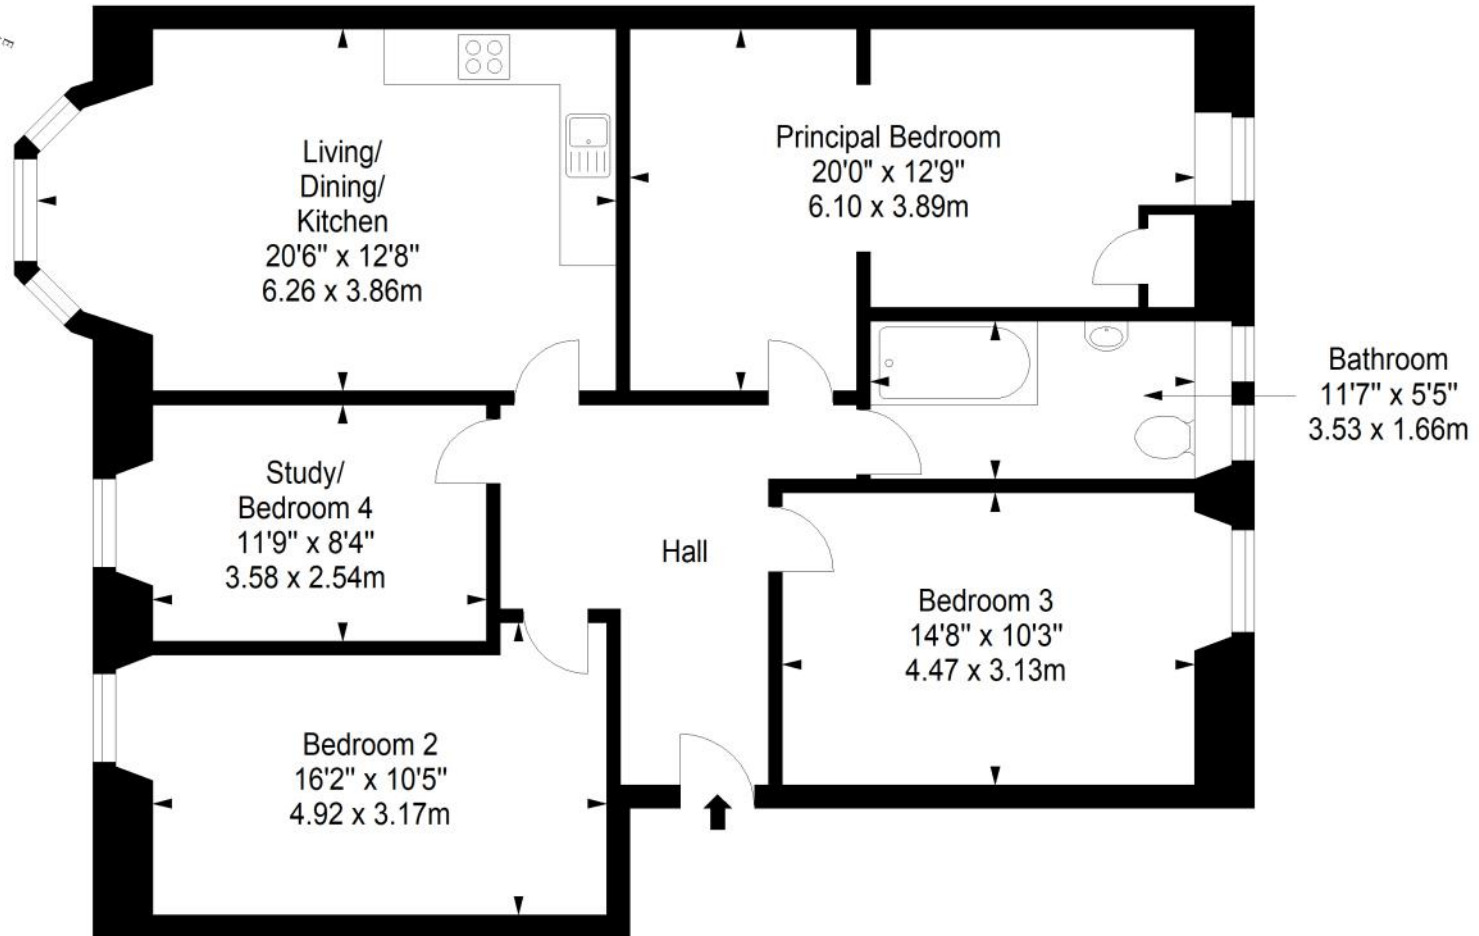 E
Living/
Dining/
Kitchen
20'6" x 12'8"
6.26 x 3.86m
Principal Bedroom
20'0" x 12'9"
6.10 x 3.89m
Bathroom
11'7" x 5'5"
3.53 x 1.66m
Study/
Bedroom 4
11'9" x 8'4"
3.58 x 2.54m
Hall
Bedroom 3
14'8" x 10'3"
4.47 x 3.13m
Bedroom 2
16'2" x 10'5"
4.92 x 3.17m